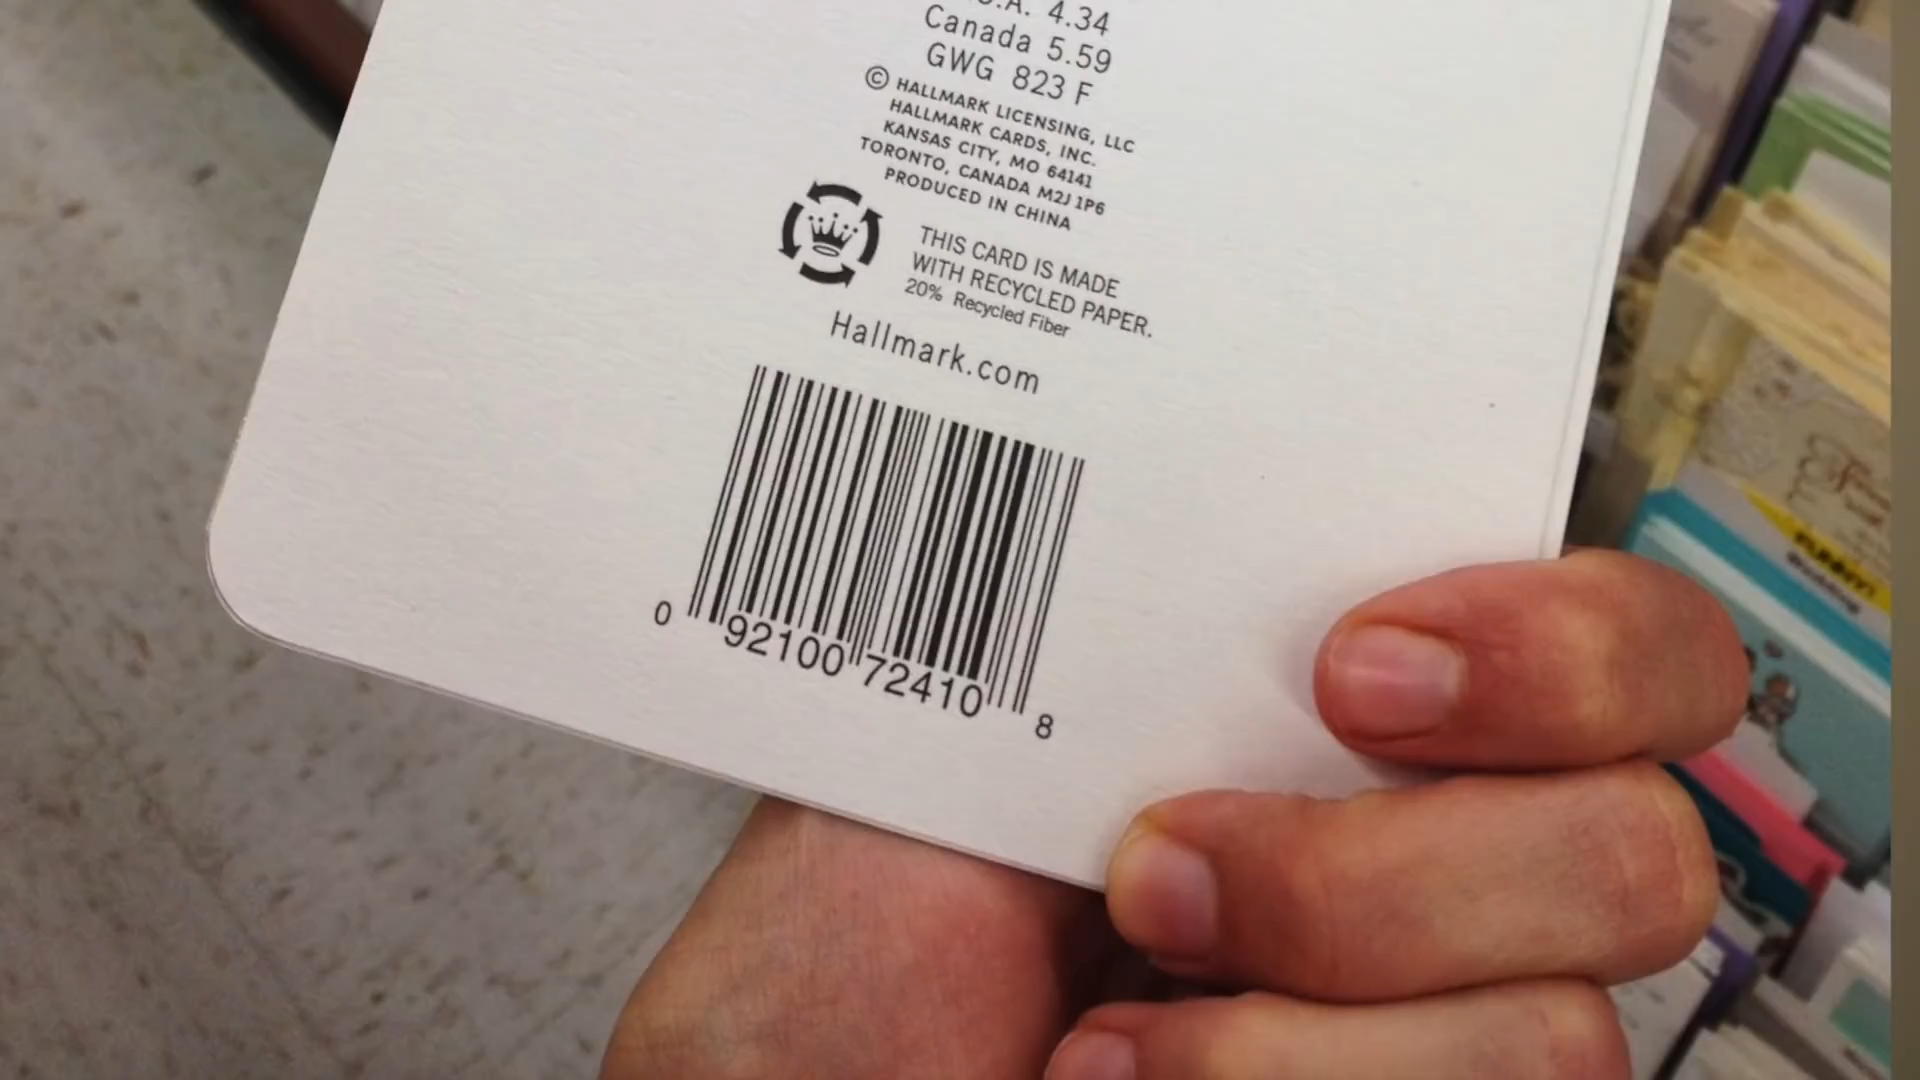 4.34
Canada 5.59
GWG 823 F
© HALLMARK LICENSING, LLC
HALLMARK CARDS, INC.
KANSAS CITY, MO 64141
TORONTO, CANADA M2J 1P6
PRODUCED IN CHINA
THIS CARD IS MADE
WITH RECYCLED PAPER.
20% Recycled Fiber
Hallmark.com
0 92100 72410 8